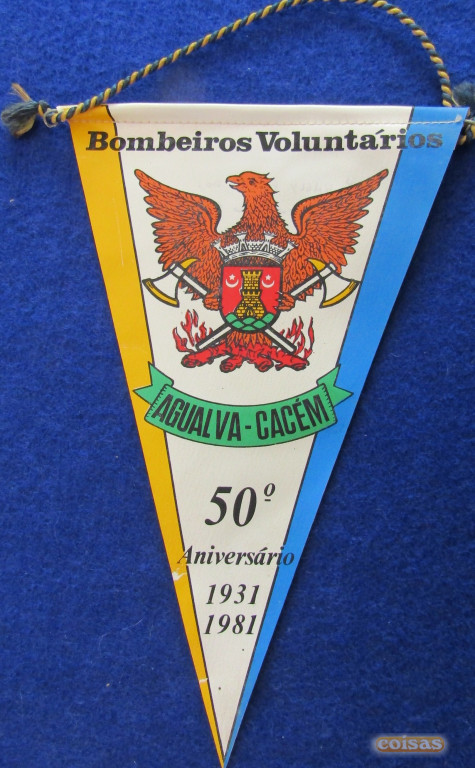 Bombeiros Voluntários
AGUALVA - CACÉM
50º
Aniversário
1931
1981
coisas